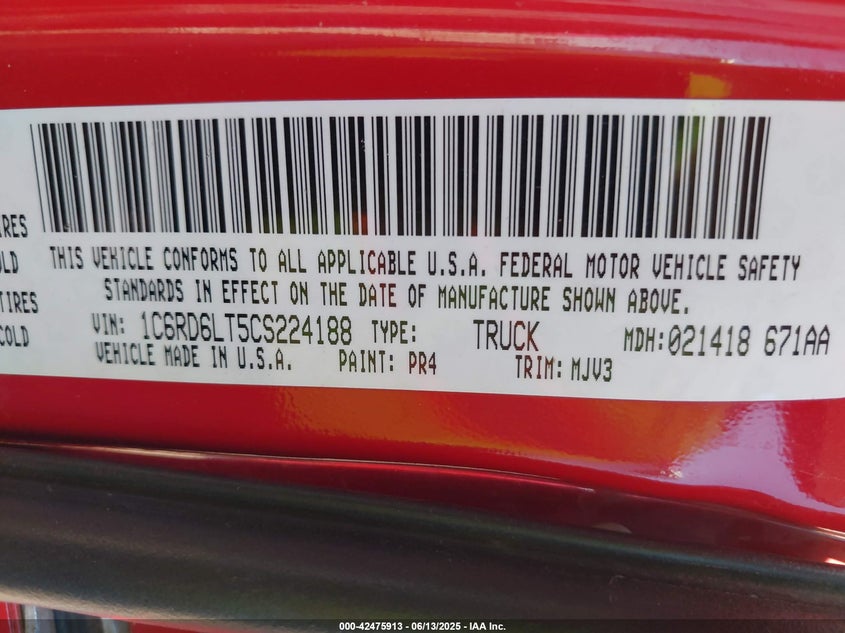 IRES
OLD
TIRES
COLD
THIS VEHICLE CONFORMS TO ALL APPLICABLE U.S.A. FEDERAL MOTOR VEHICLE SAFETY
STANDARDS IN EFFECT ON THE DATE OF MANUFACTURE SHOWN ABOVE.
VIN: 1C6RD6LT5CS224188 TYPE: TRUCK MDH:021418 671AA
VEHICLE MADE IN U.S.A. PAINT: PR4 TRIM: MJV3
000-42475913 - 06/13/2025 - IAA Inc.